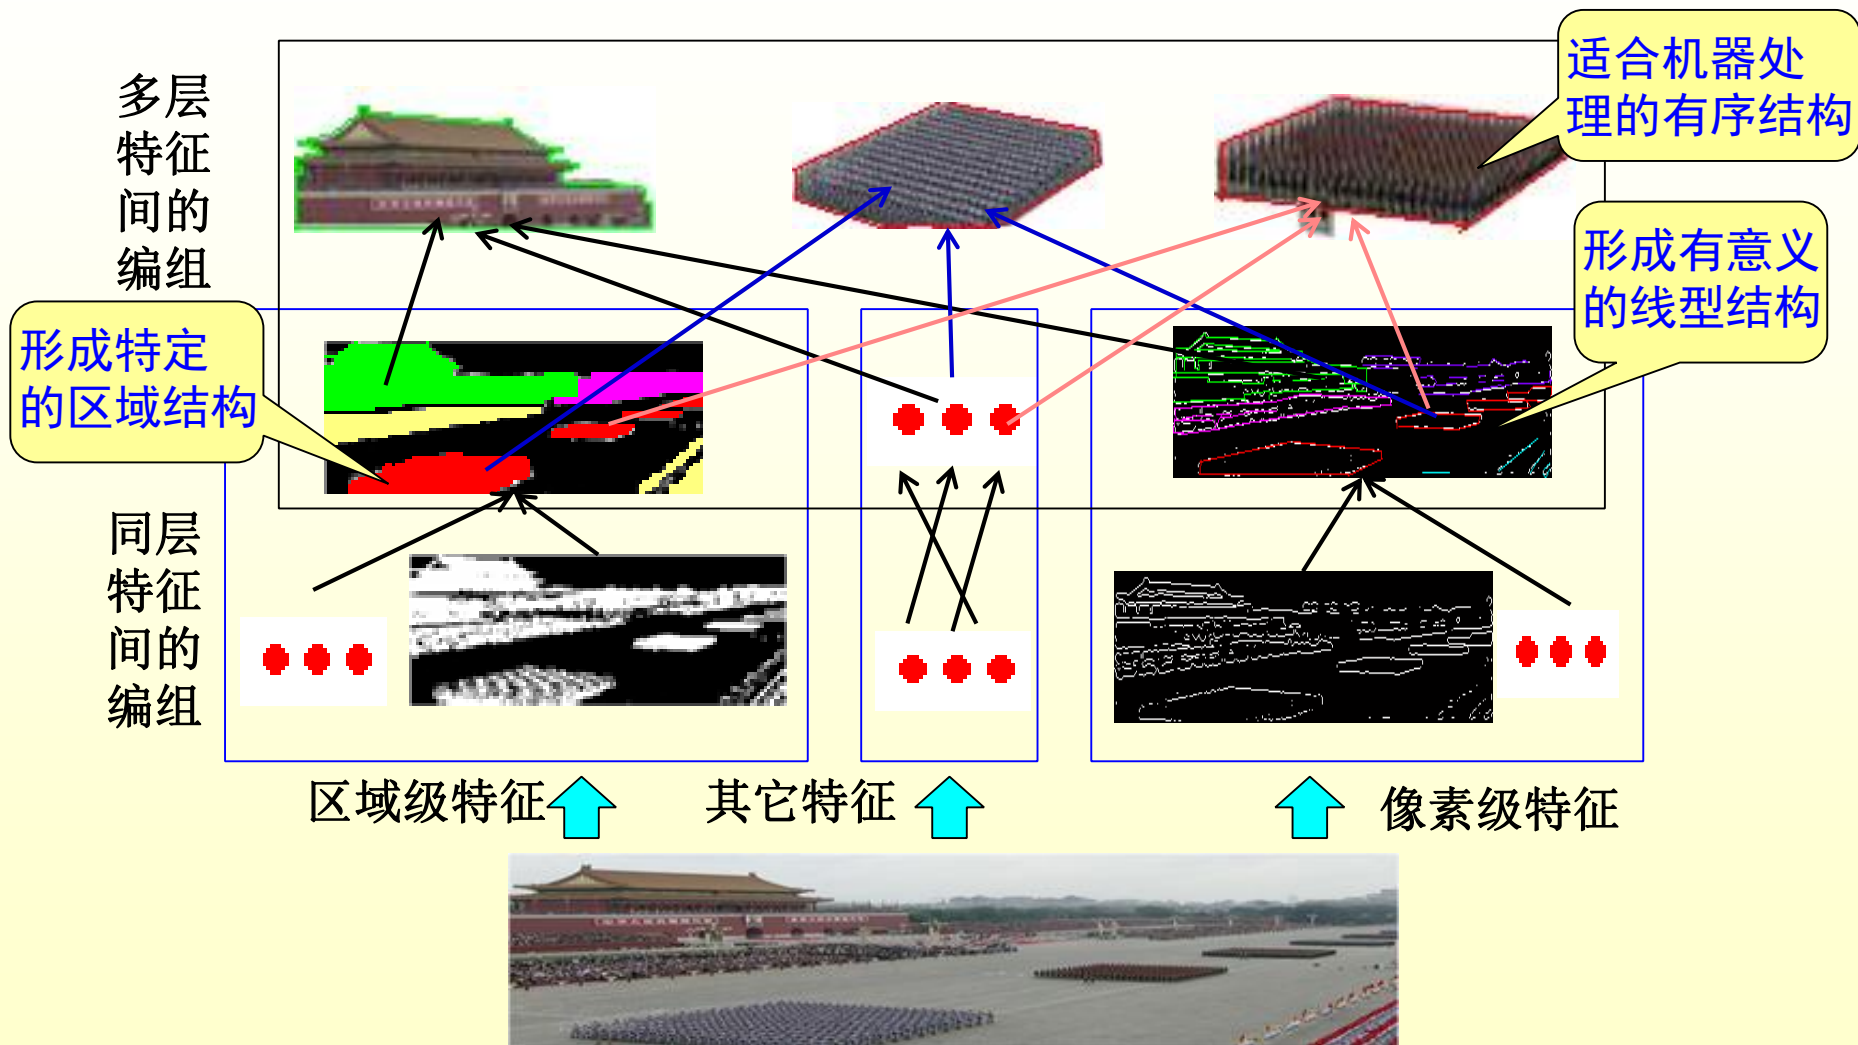 多层
特征
间的
编组
适合机器处
理的有序结构
形成有意义
的线型结构
形成特定
的区域结构
同层
特征
间的
编组
区域级特征
其它特征
像素级特征